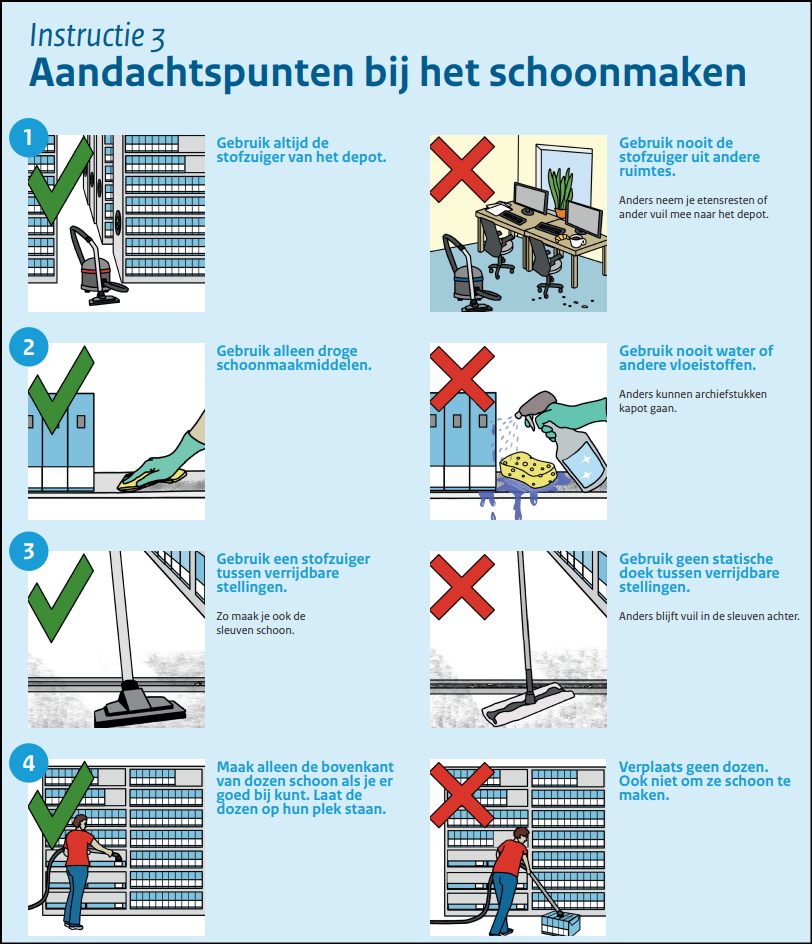 Instructie 3
Aandachtspunten bij het schoonmaken
1
Gebruik altijd de
stofzuiger van het depot.
Gebruik nooit de
stofzuiger uit andere
ruimtes.
Anders neem je etensresten of
ander vuil mee naar het depot.
2
Gebruik alleen droge
schoonmaakmiddelen.
Gebruik nooit water of
andere vloeistoffen.
Anders kunnen archiefstukken
kapot gaan.
3
Gebruik een stofzuiger
tussen verrijdbare
stellingen.
Zo maak je ook de
sleuven schoon.
Gebruik geen statische
doek tussen verrijdbare
stellingen.
Anders blijft vuil in de sleuven achter.
4
Maak alleen de bovenkant
van dozen schoon als je er
goed bij kunt. Laat de
dozen op hun plek staan.
Verplaats geen dozen.
Ook niet om ze schoon te
maken.